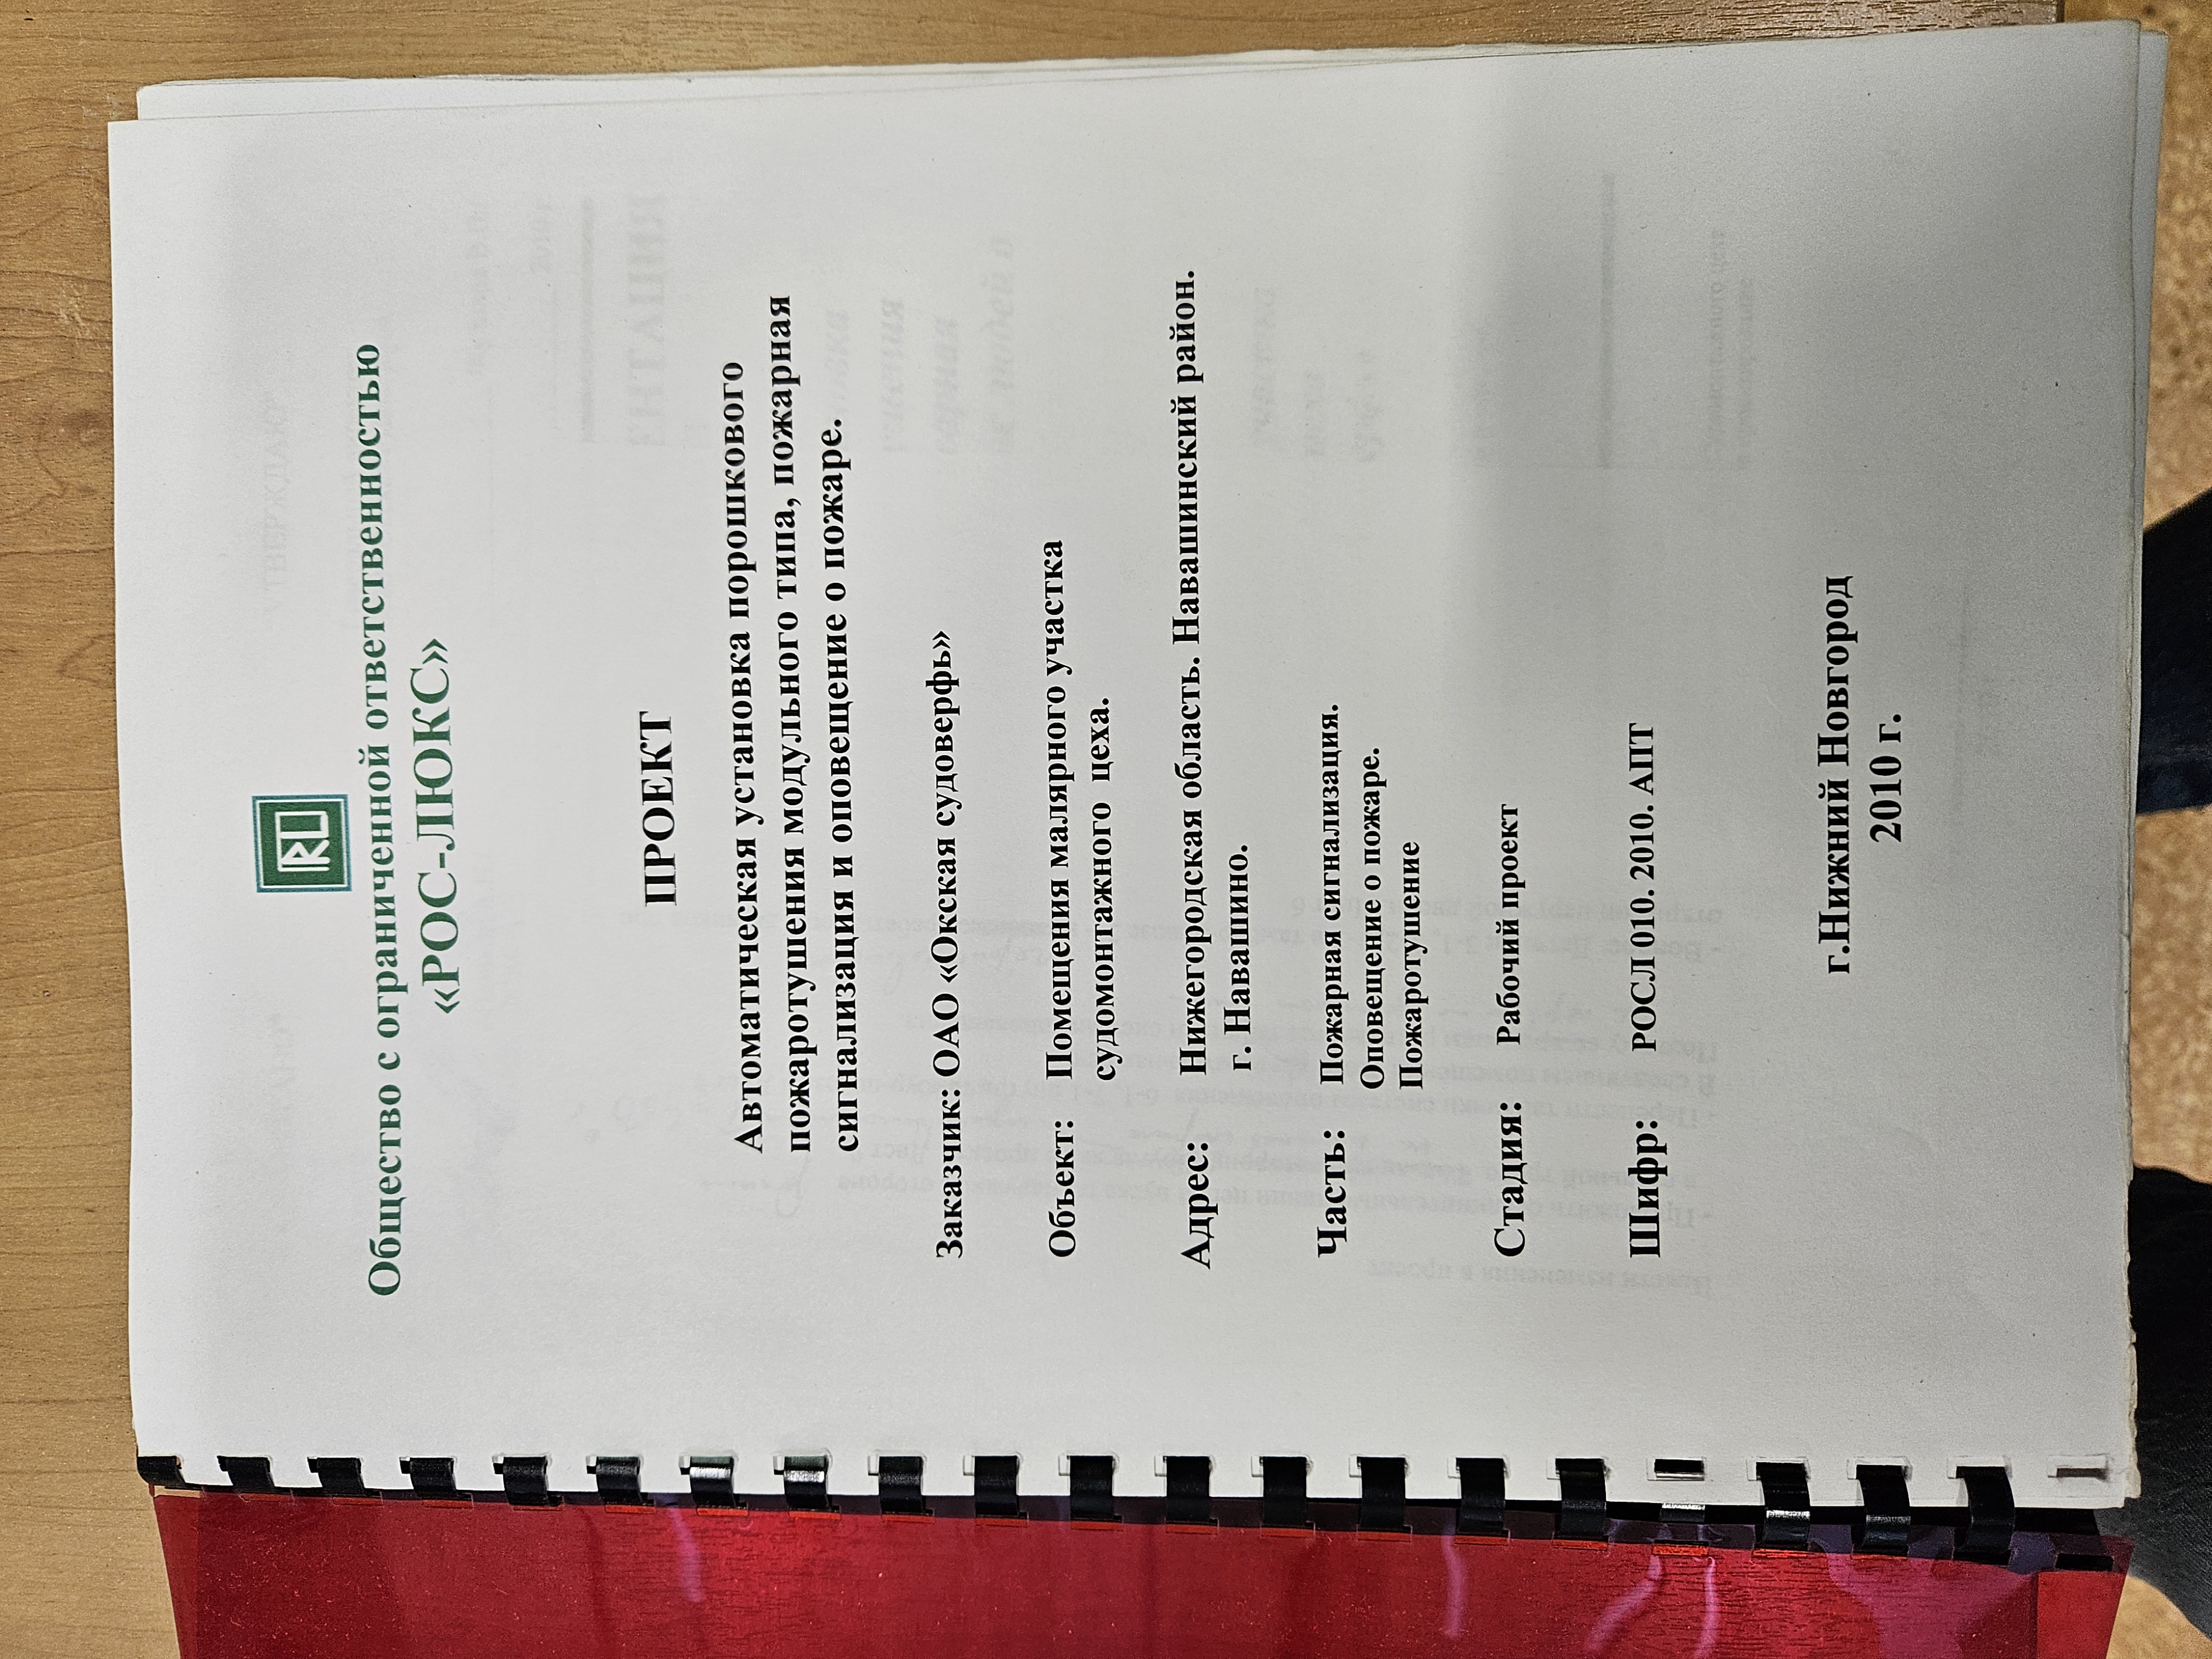 RL
Общество с ограниченной ответственностью
«РОС-ЛЮКС»
ПРОЕКТ
Автоматическая установка порошкового
пожаротушения модульного типа, пожарная
сигнализация и оповещение о пожаре.
Заказчик: ОАО «Окская судоверфь»
Объект: Помещения малярного участка
судомонтажного цеха.
Адрес: Нижегородская область. Навашинский район.
г. Навашино.
Часть: Пожарная сигнализация.
Оповещение о пожаре.
Пожаротушение
Стадия: Рабочий проект
Шифр: РОСЛ 010. 2010. АПТ
г.Нижний Новгород
2010 г.